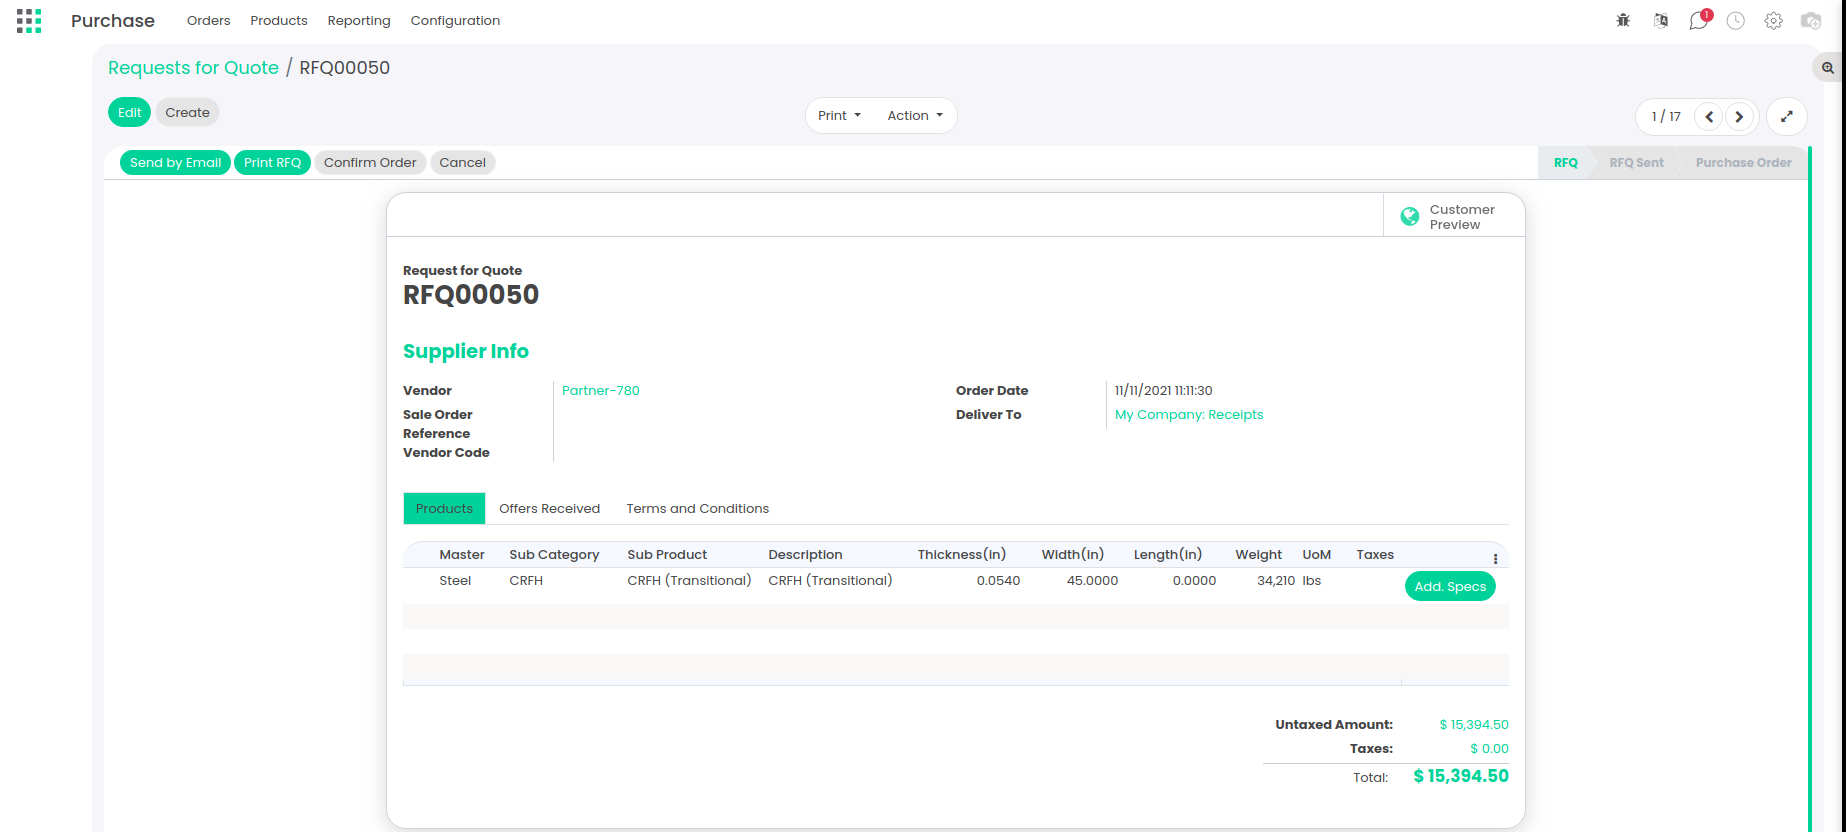 Purchase Orders Products Reporting Configuration 1
Requests for Quote / RFQ00050
Edit Create Print Action 1 / 17
Send by Email Print RFQ Confirm Order Cancel RFQ RFQ Sent Purchase Order
Customer
Preview
Request for Quote
RFQ00050
Supplier Info
Vendor Partner-780 Order Date 11/11/2021 11:11:30
Sale Order Deliver To My Company: Receipts
Reference
Vendor Code
Products Offers Received Terms and Conditions
Master Sub Category Sub Product Description Thickness(in) Width(in) Length(in) Weight UoM Taxes
Steel CRFH CRFH (Transitional) CRFH (Transitional) 0.0540 45.0000 0.0000 34,210 lbs Add. Specs
Untaxed Amount: $ 15,394.50
Taxes: $ 0.00
Total: $ 15,394.50